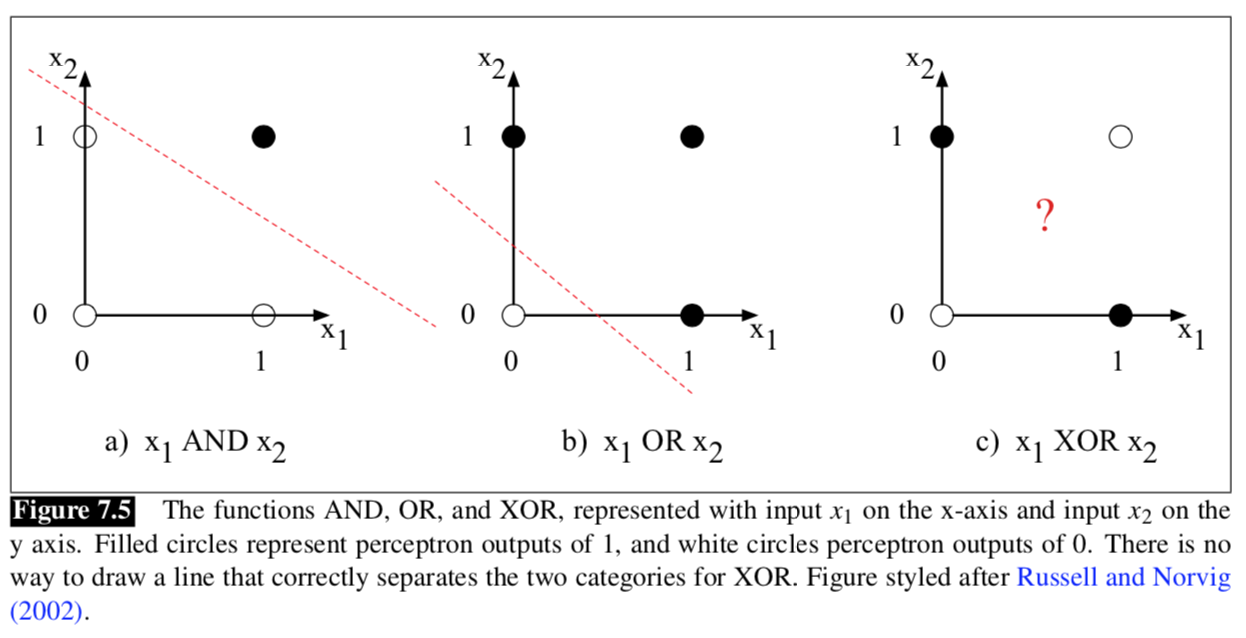 x2
x2
x2
1
1
1
?
0
0
0
x1
x1
x1
0
1
0
1
0
1
a) x1 AND x2
b) x1 OR x2
c) x1 XOR x2
Figure 7.5 The functions AND, OR, and XOR, represented with input x1 on the x-axis and input x2 on the
y axis. Filled circles represent perceptron outputs of 1, and white circles perceptron outputs of 0. There is no
way to draw a line that correctly separates the two categories for XOR. Figure styled after Russell and Norvig
(2002).